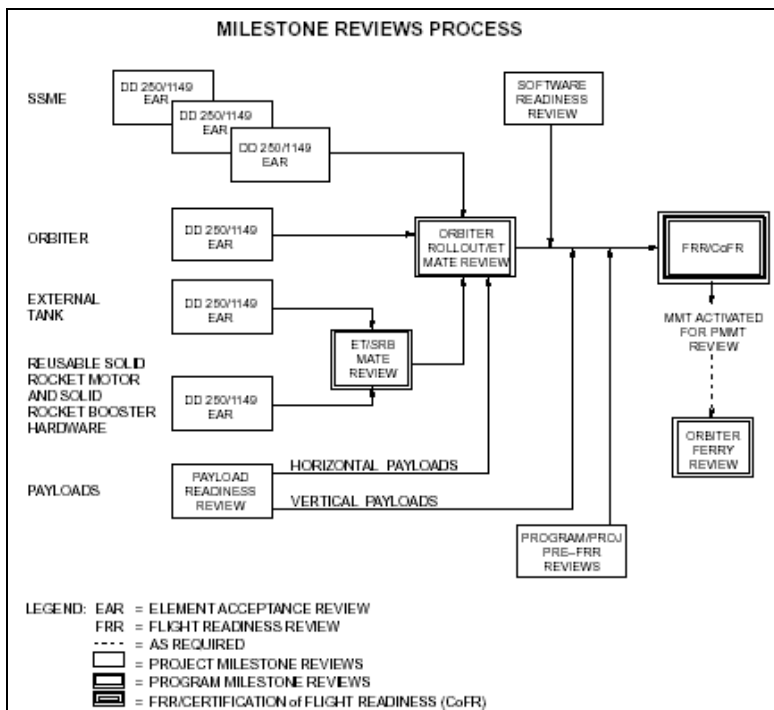 MILESTONE REVIEWS PROCESS
SSME
DD 250/1149
EAR
DD 250/1149
EAR
DD 250/1149
EAR
SOFTWARE
READINESS
REVIEW
ORBITER
DD 250/1149
EAR
ORBITER
ROLLOUT/ET
MATE REVIEW
FRR/CoFR
EXTERNAL
TANK
DD 250/1149
EAR
ET/SRB
MATE
REVIEW
MMT ACTIVATED
FOR PMMT
REVIEW
REUSABLE SOLID
ROCKET MOTOR
AND SOLID
ROCKET BOOSTER
HARDWARE
DD 250/1149
EAR
ORBITER
FERRY
REVIEW
PAYLOADS
PAYLOAD
READINESS
REVIEW
HORIZONTAL PAYLOADS
VERTICAL PAYLOADS
PROGRAM/PROJ
PRE-FRR
REVIEWS
LEGEND: EAR = ELEMENT ACCEPTANCE REVIEW
FRR = FLIGHT READINESS REVIEW
---- = AS REQUIRED
= PROJECT MILESTONE REVIEWS
= PROGRAM MILESTONE REVIEWS
= FRR/CERTIFICATION of FLIGHT READINESS (CoFR)